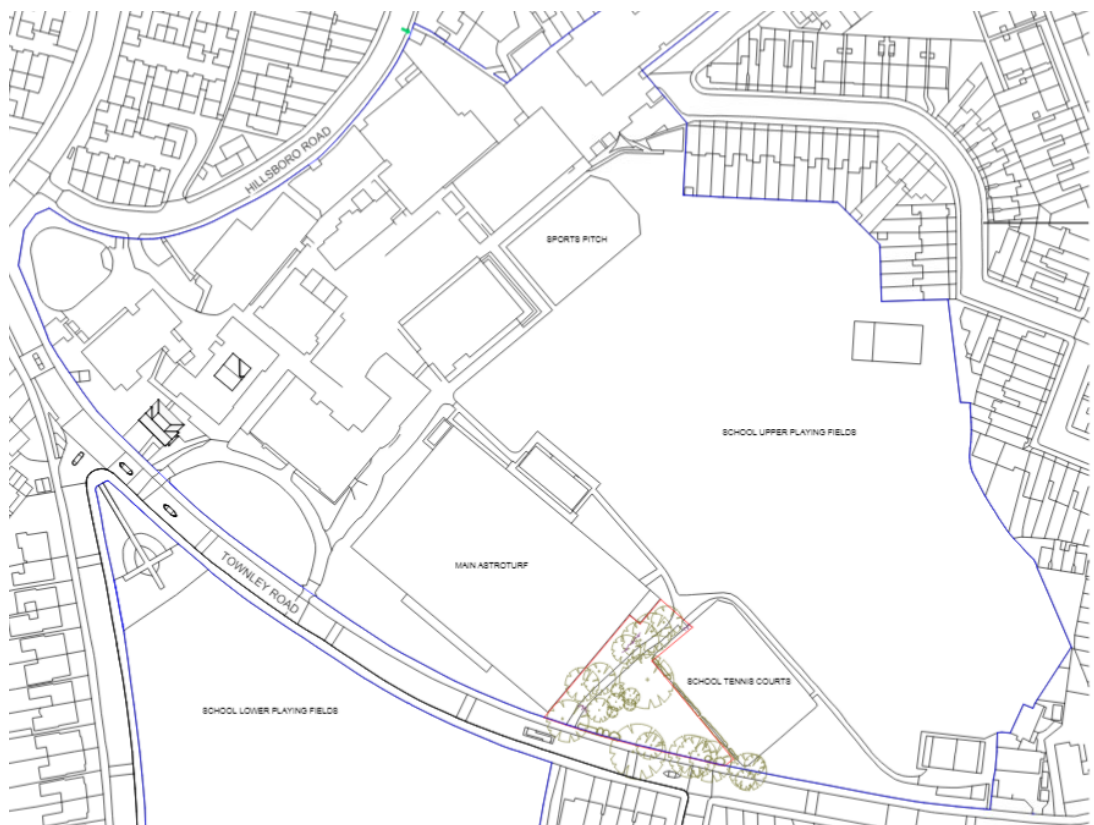 HILLSBORO ROAD
SPORTS PITCH
SCHOOL UPPER PLAYING FIELDS
MAIN ASTROTURF
TOWNLEY ROAD
SCHOOL TENNIS COURTS
SCHOOL LOWER PLAYING FIELDS